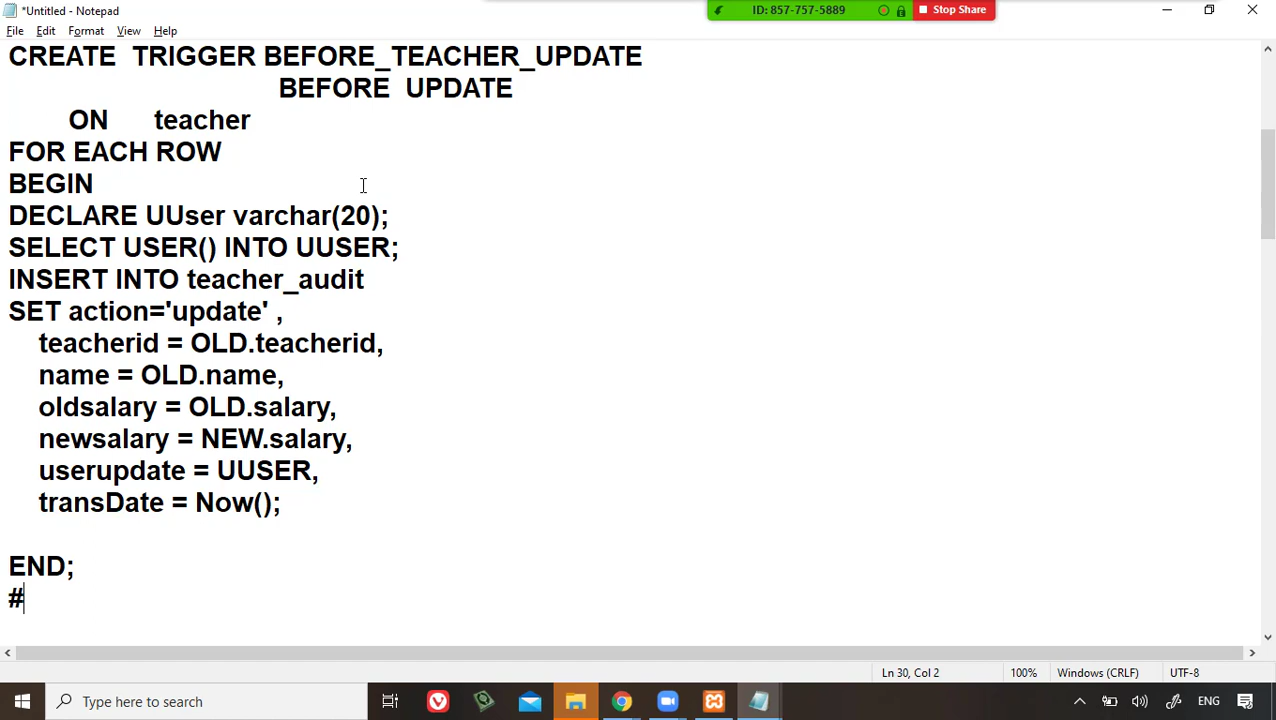 *Untitled - Notepad
ID: 857-757-5889
Stop Share
File Edit Format View Help
CREATE TRIGGER BEFORE_TEACHER_UPDATE
BEFORE UPDATE
ON teacher
FOR EACH ROW
BEGIN
DECLARE UUser varchar(20);
SELECT USER() INTO UUSER;
INSERT INTO teacher_audit
SET action='update' ,
teacherid = OLD.teacherid,
name = OLD.name,
oldsalary = OLD.salary,
newsalary = NEW.salary,
userupdate = UUSER,
transDate = Now();
END;
#
Ln 30, Col 2 100% Windows (CRLF) UTF-8
Type here to search
ENG